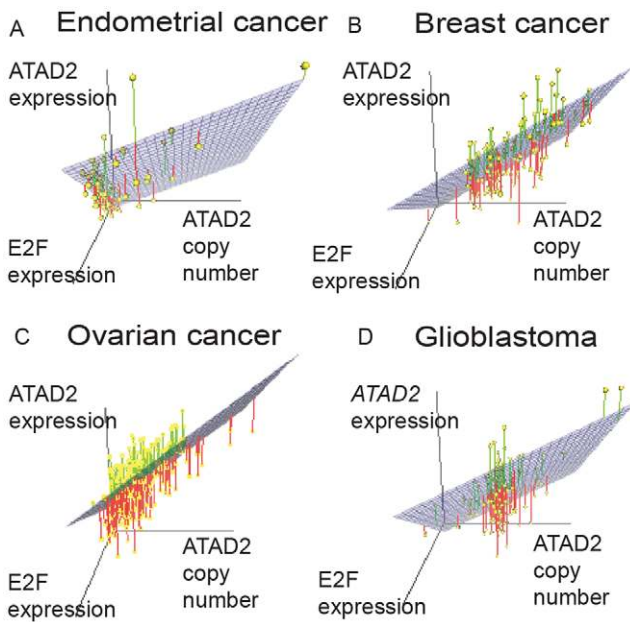 A Endometrial cancer
ATAD2
expression
E2F
expression
ATAD2
copy
number
B Breast cancer
ATAD2
expression
E2F
expression
ATAD2
copy
number
C Ovarian cancer
ATAD2
expression
E2F
expression
ATAD2
copy
number
D Glioblastoma
ATAD2
expression
E2F
expression
ATAD2
copy
number